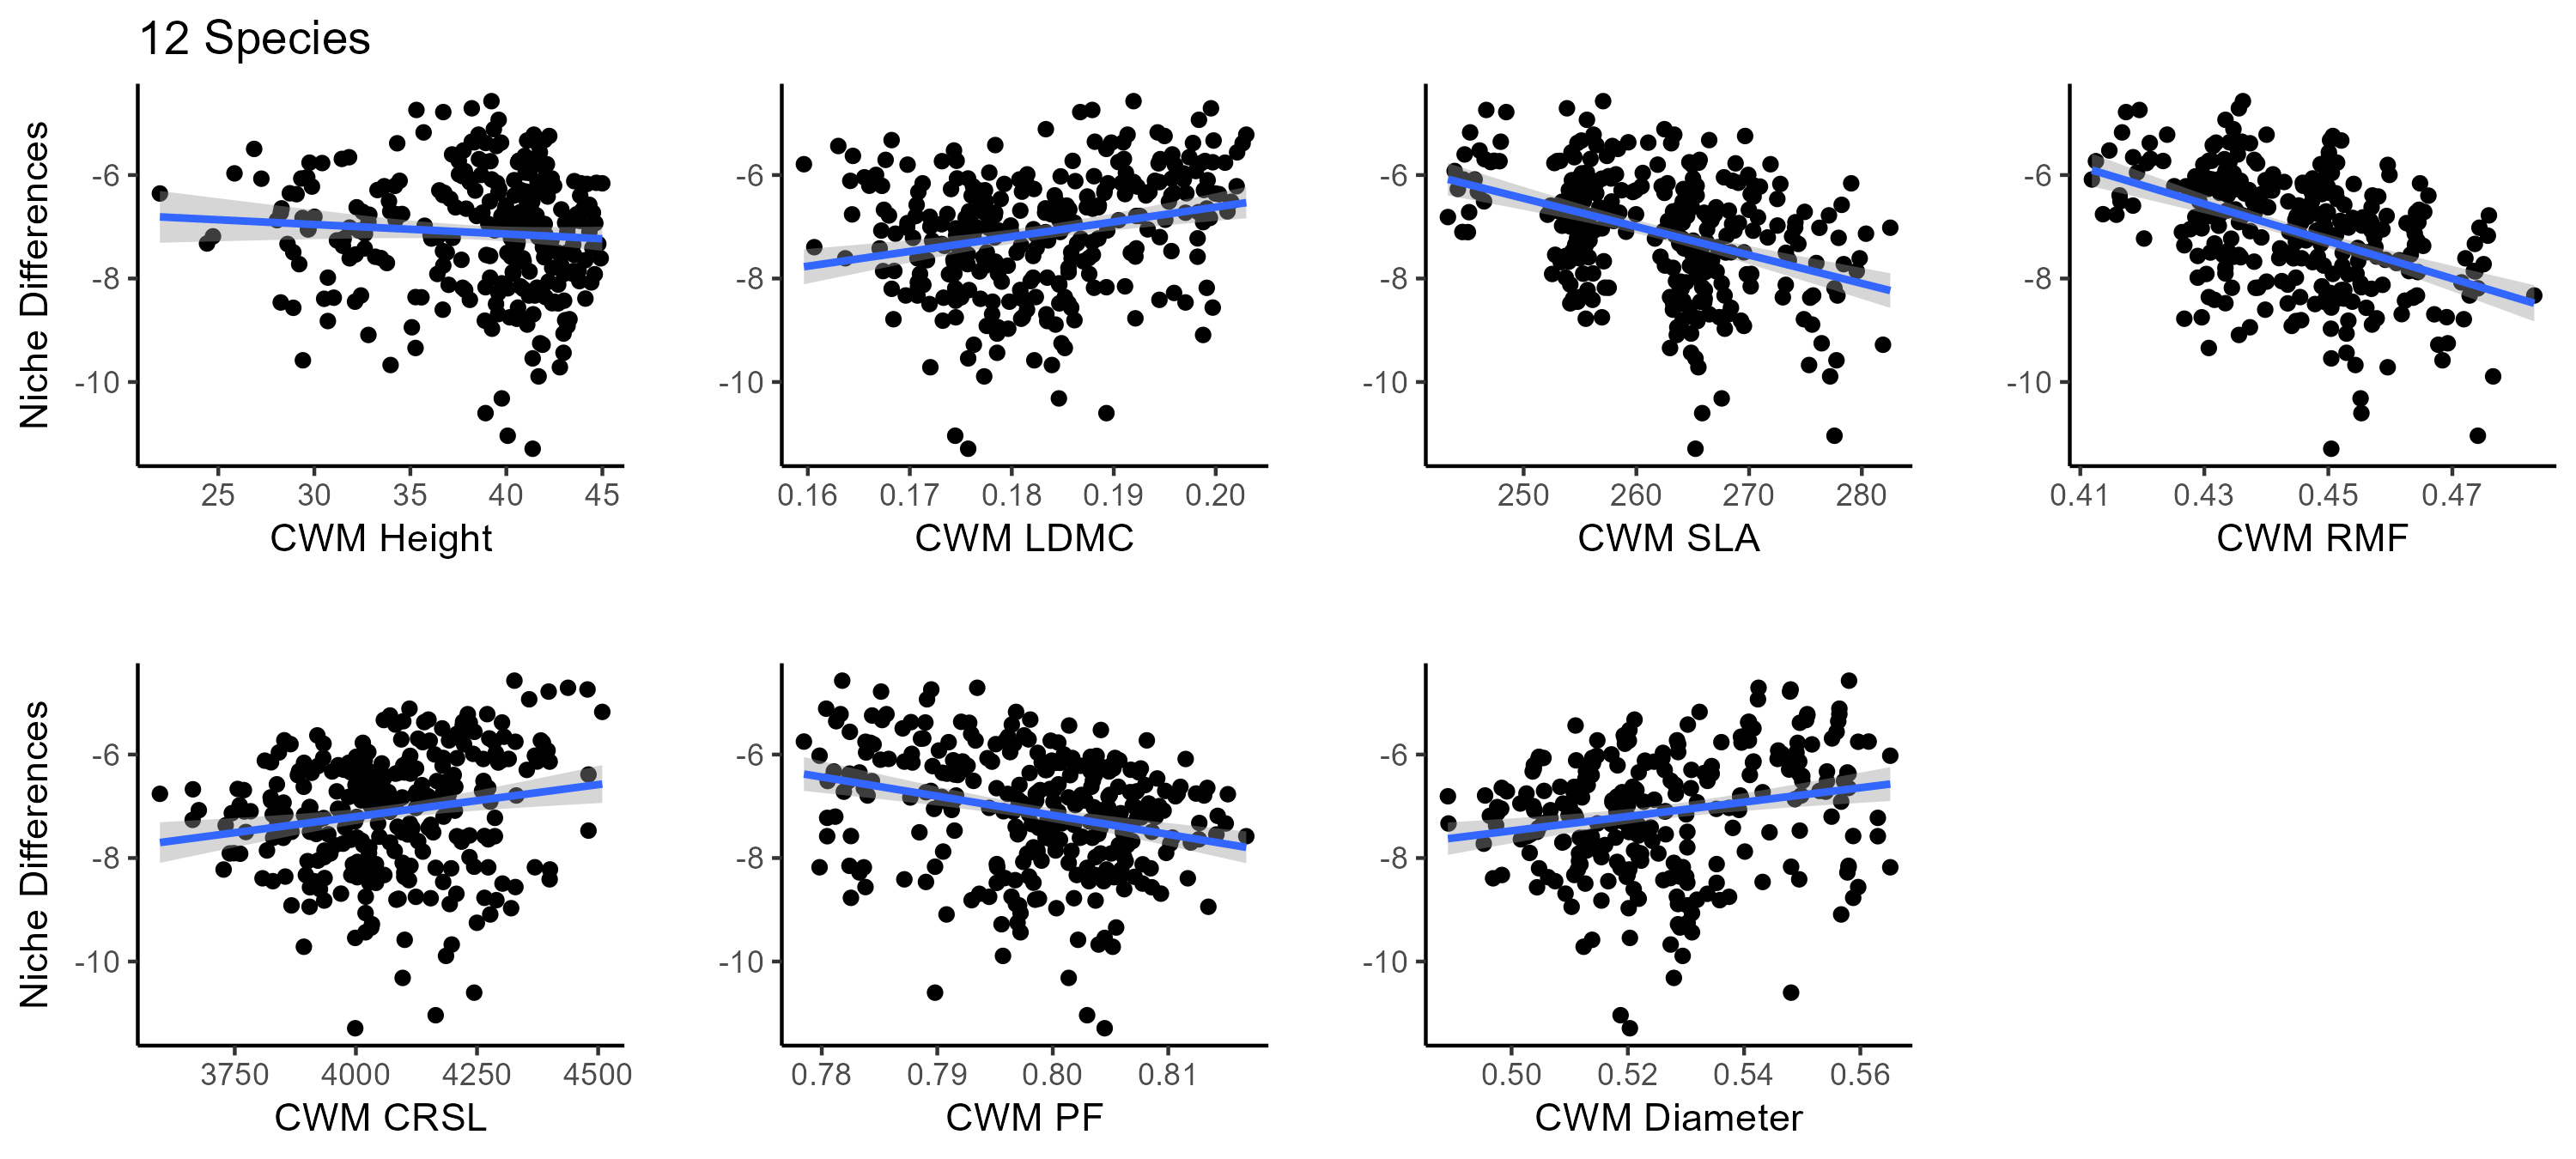 12 Species
Niche Differences
-6
-8
-10
25 30 35 40 45
CWM Height
-6
-8
-10
0.16 0.17 0.18 0.19 0.20
CWM LDMC
-6
-8
-10
250 260 270 280
CWM SLA
-6
-8
-10
0.41 0.43 0.45 0.47
CWM RMF
Niche Differences
-6
-8
-10
3750 4000 4250 4500
CWM CRSL
-6
-8
-10
0.78 0.79 0.80 0.81
CWM PF
-6
-8
-10
0.50 0.52 0.54 0.56
CWM Diameter